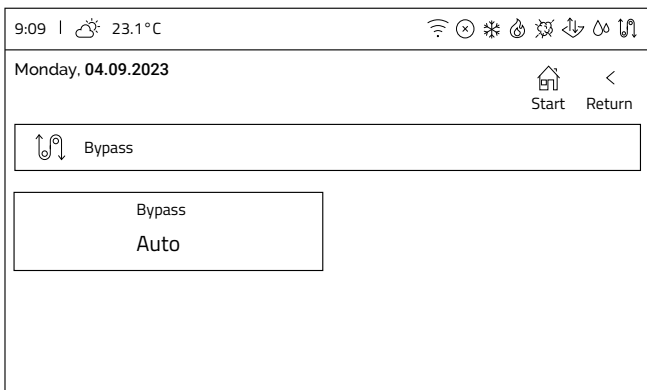 9:09 | 23.1°C
Monday, 04.09.2023
Start
< Return
Bypass
Bypass
Auto